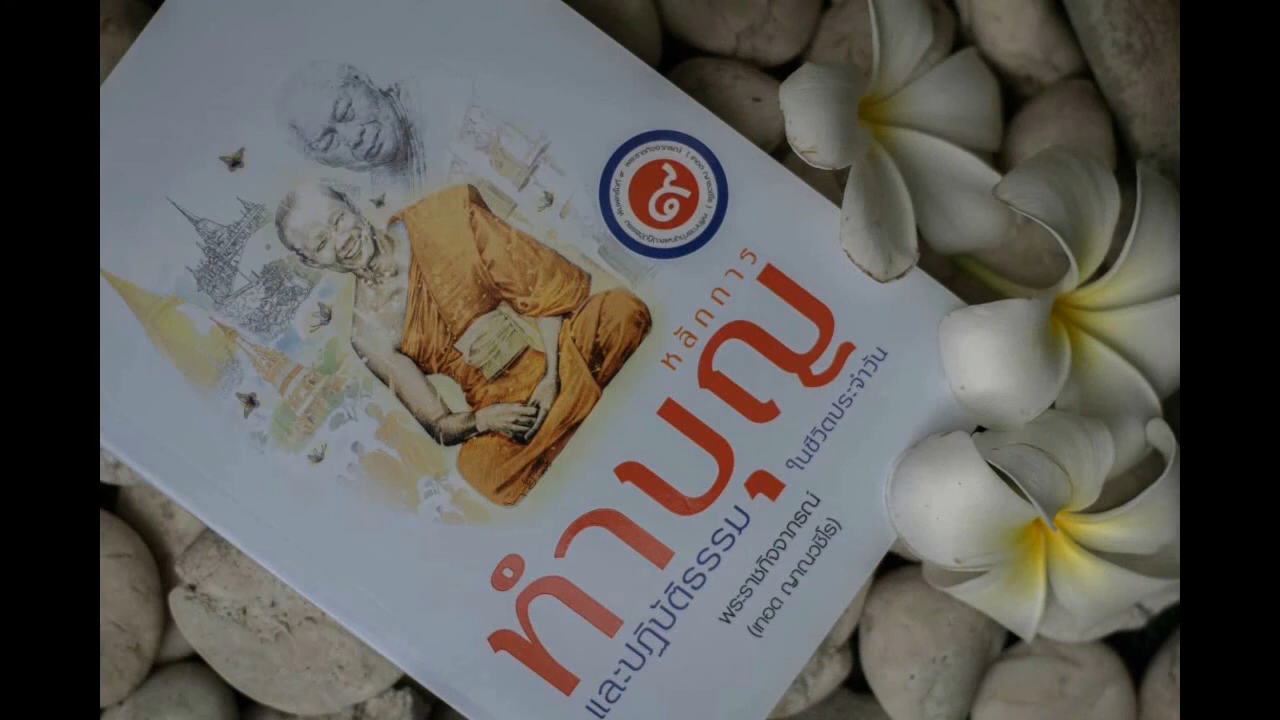 หลักการ
ทำบุญ
และปฏิบัติธรรม ในชีวิตประจำวัน
พระราชกิจจาภรณ์
(เทอด ญาณวชิโร)
๙